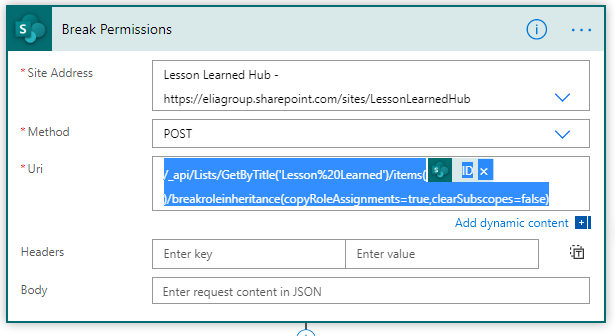 Break Permissions
* Site Address
Lesson Learned Hub -
https://eliagroup.sharepoint.com/sites/LessonLearnedHub
* Method
POST
* Uri
/_api/Lists/GetByTitle('Lesson%20Learned')/items( ID ×
)/breakroleinheritance(copyRoleAssignments=true,clearSubscopes=false)
Add dynamic content
Headers
Enter key
Enter value
Body
Enter request content in JSON